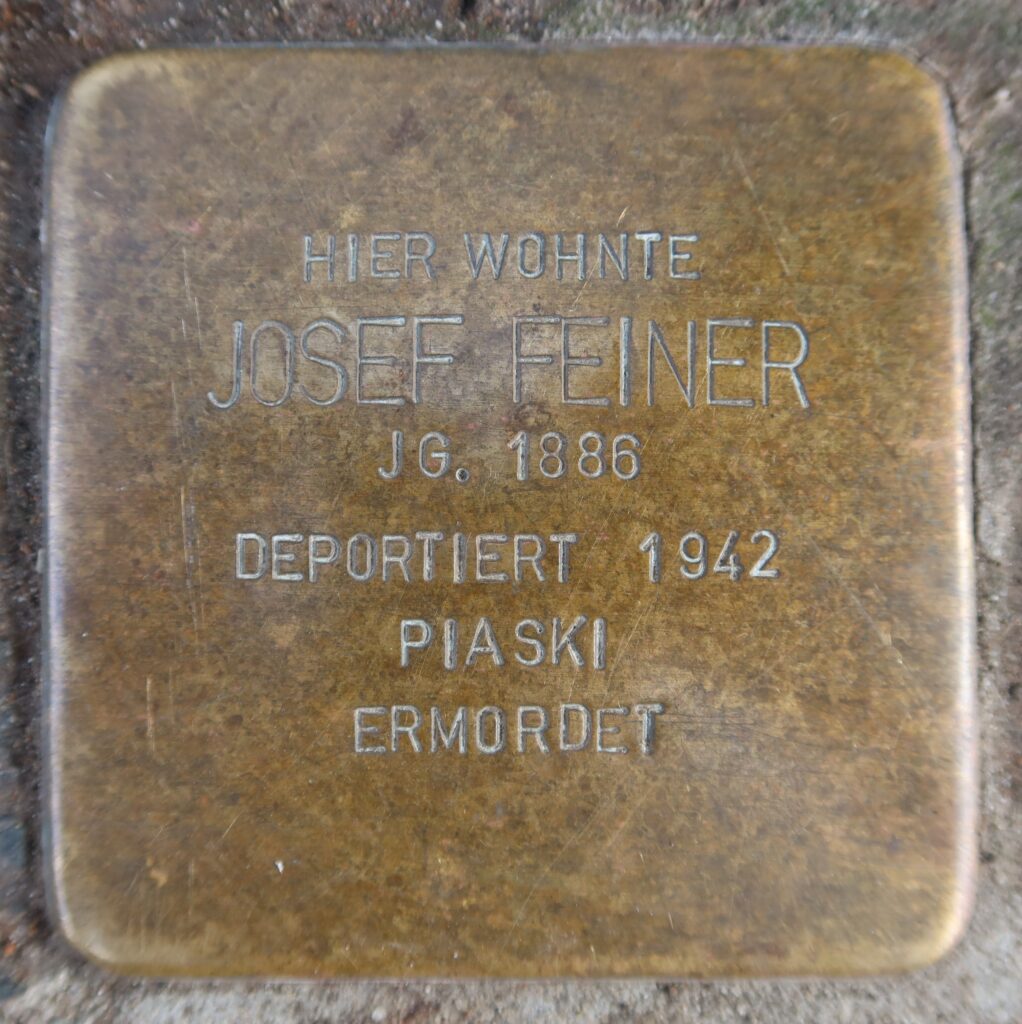 HIER WOHNTE
JOSEF FEINER
JG. 1886
DEPORTIERT 1942
PIASKI
ERMORDET